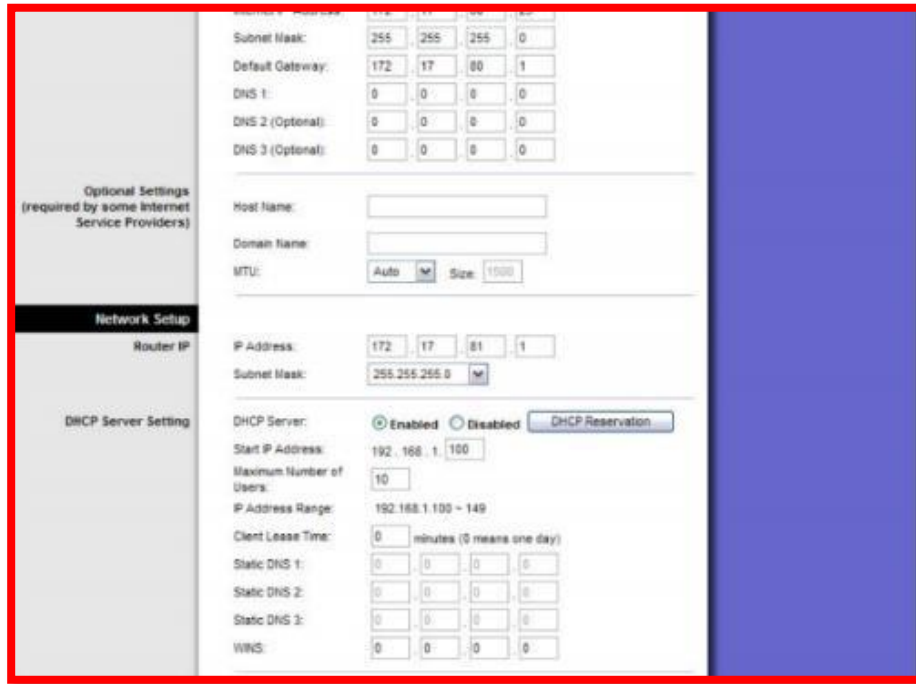 Subnet Mask: 255 . 255 . 255 . 0
Default Gateway: 172 . 17 . 80 . 1
DNS 1: 0 . 0 . 0 . 0
DNS 2 (Optional): 0 . 0 . 0 . 0
DNS 3 (Optional): 0 . 0 . 0 . 0
Optional Settings
(required by some Internet
Service Providers)
Host Name:
Domain Name:
MTU: Auto Size: 1500
Network Setup
Router IP
IP Address: 172 . 17 . 81 . 1
Subnet Mask: 255.255.255.0
DHCP Server Setting
DHCP Server: Enabled Disabled DHCP Reservation
Start IP Address: 192 . 168 . 1. 100
Maximum Number of
Users: 10
IP Address Range: 192.168.1.100 ~ 149
Client Lease Time: 0 minutes (0 means one day)
Static DNS 1: 0 . 0 . 0 . 0
Static DNS 2: 0 . 0 . 0 . 0
Static DNS 3: 0 . 0 . 0 . 0
WINS: 0 . 0 . 0 . 0